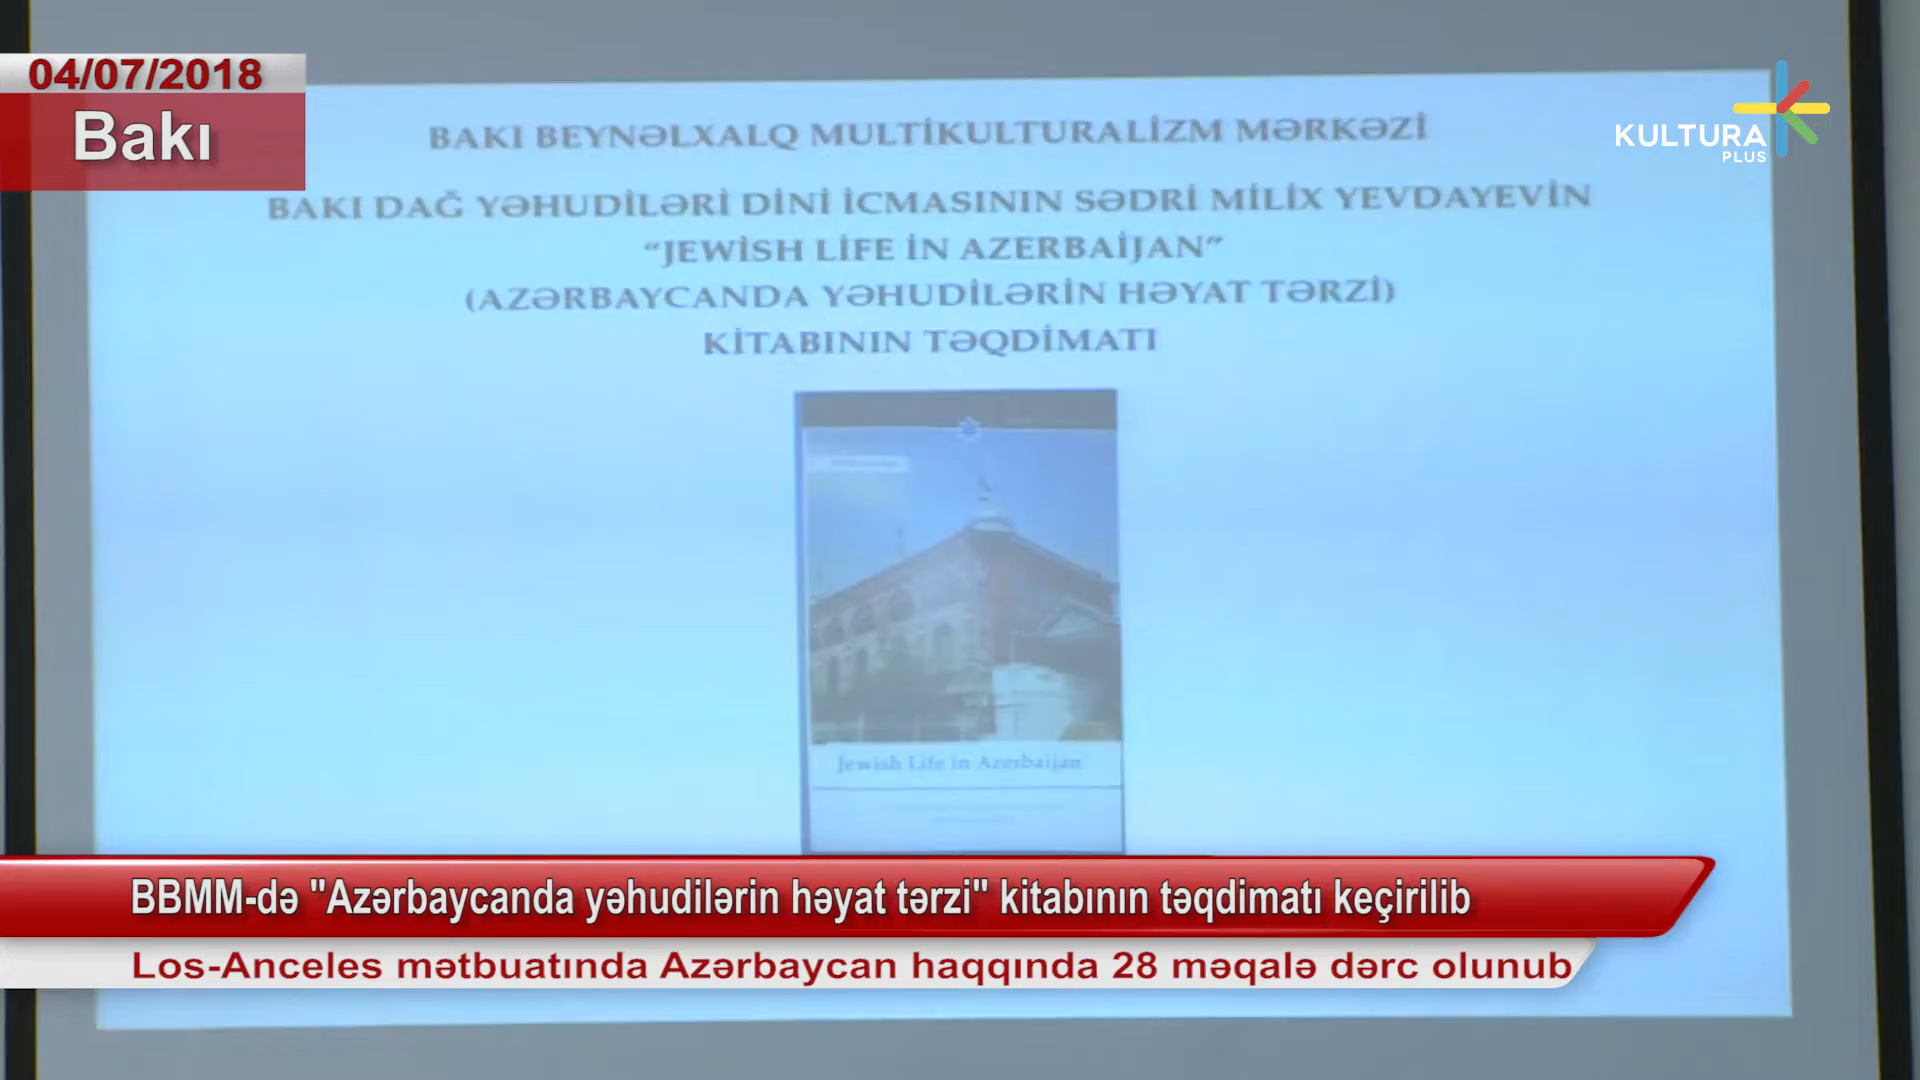 04/07/2018
Bakı
KULTURA
PLUS
BAKI BEYNƏLXALQ MULTİKULTURALİZM MƏRKƏZİ
BAKI DAĞ YƏHUDİLƏRİ DİNİ İCMASININ SƏDRİ MİLİX YEVDAYEVİN
“JEWİSH LİFE İN AZERBAİJAN”
(AZƏRBAYCANDA YƏHUDİLƏRİN HƏYAT TƏRZİ)
KİTABININ TƏQDİMATI
Jewish Life in Azerbaijan
BBMM-də "Azərbaycanda yəhudilərin həyat tərzi" kitabının təqdimatı keçirilib
Los-Anceles mətbuatında Azərbaycan haqqında 28 məqalə dərc olunub